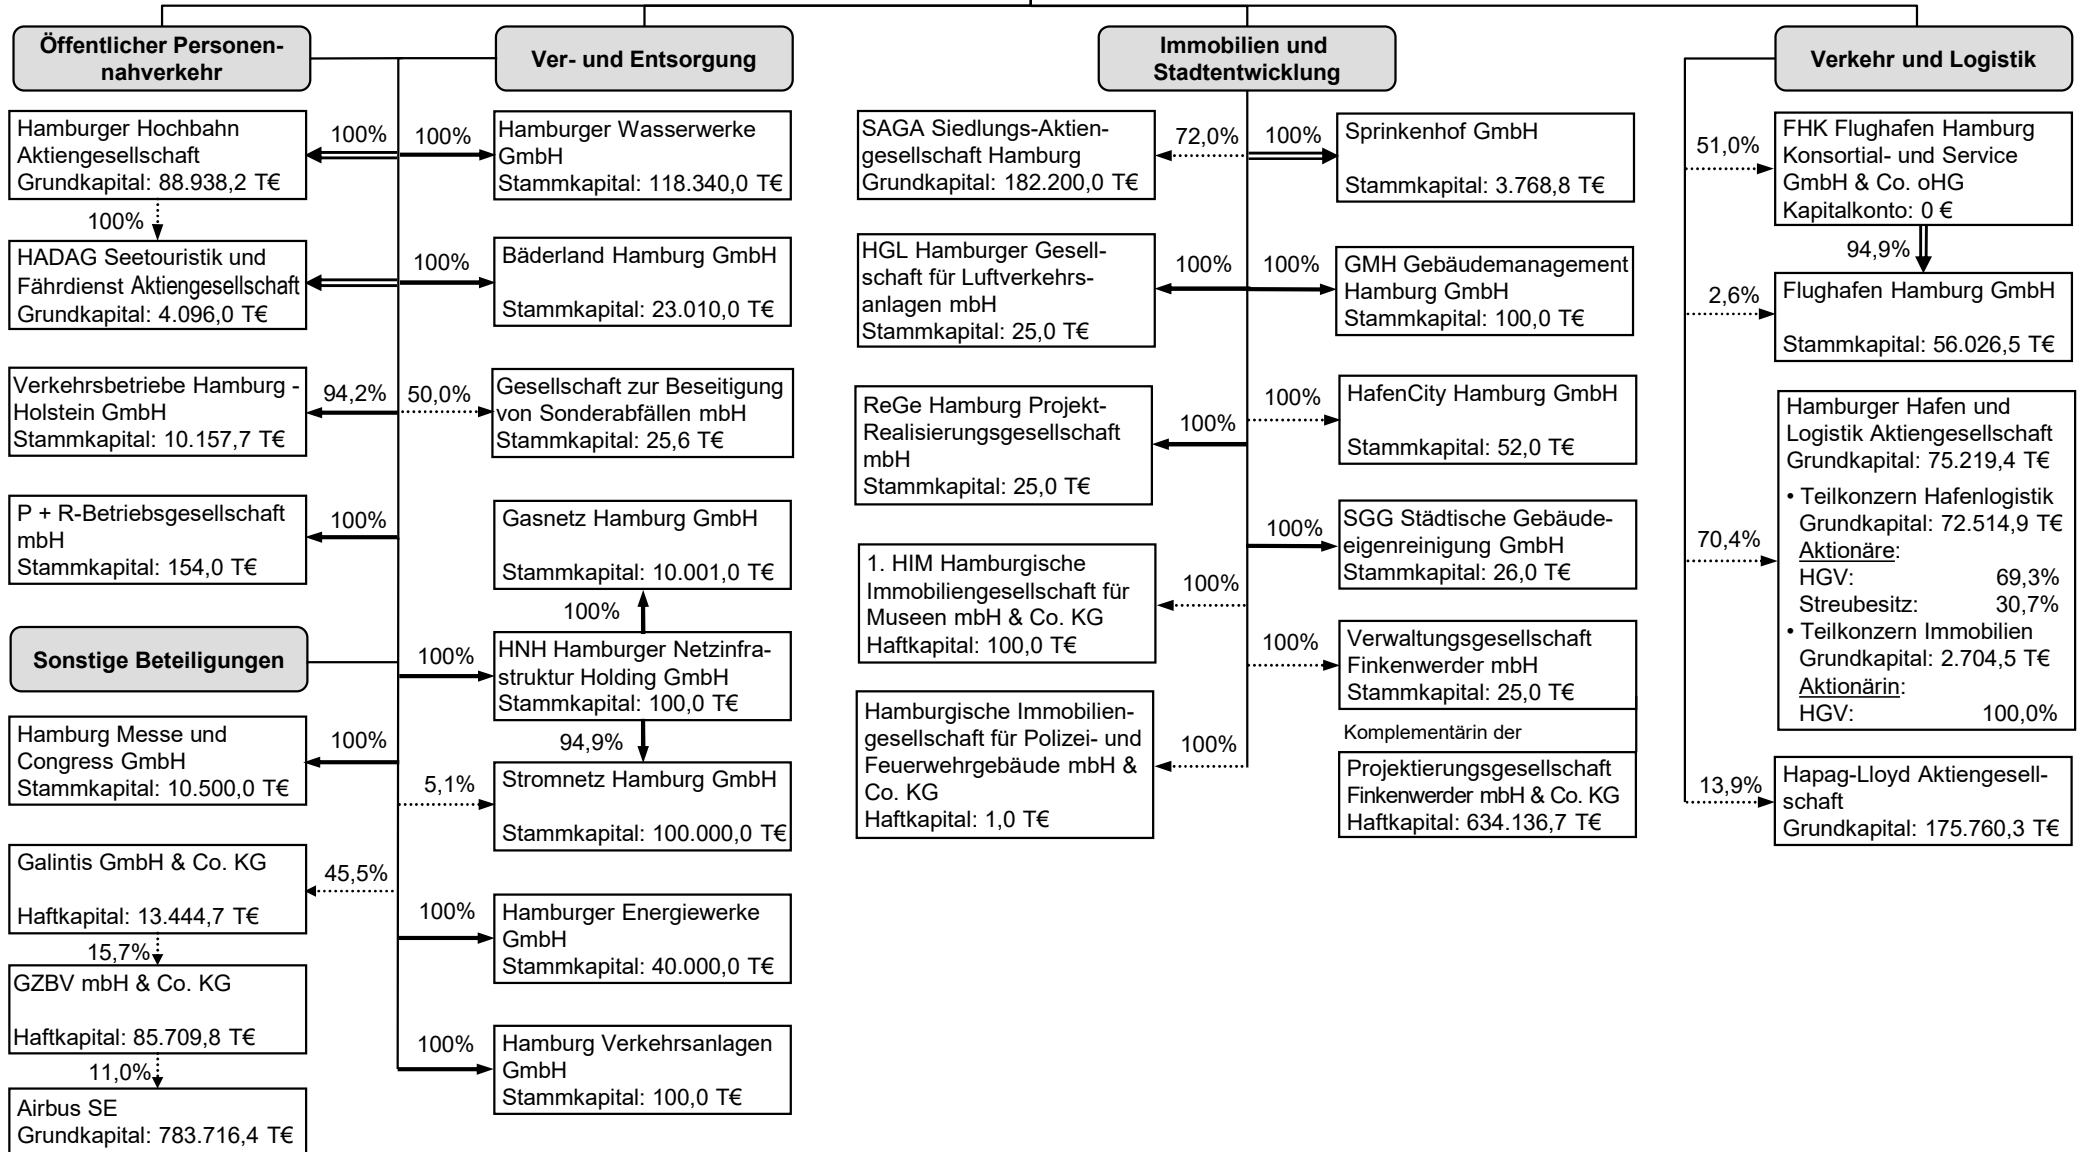 Öffentlicher Personen-
nahverkehr
Hamburger Hochbahn
Aktiengesellschaft
Grundkapital: 88.938,2 T€
100%
100%
HADAG Seetouristik und
Fährdienst Aktiengesellschaft
Grundkapital: 4.096,0 T€
Verkehrsbetriebe Hamburg -
Holstein GmbH
Stammkapital: 10.157,7 T€
94,2%
P + R-Betriebsgesellschaft
mbH
Stammkapital: 154,0 T€
100%
Sonstige Beteiligungen
Hamburg Messe und
Congress GmbH
Stammkapital: 10.500,0 T€
100%
Galintis GmbH & Co. KG
Haftkapital: 13.444,7 T€
45,5%
15,7%
GZBV mbH & Co. KG
Haftkapital: 85.709,8 T€
11,0%
Airbus SE
Grundkapital: 783.716,4 T€
Ver- und Entsorgung
100%
Hamburger Wasserwerke
GmbH
Stammkapital: 118.340,0 T€
100%
Bäderland Hamburg GmbH
Stammkapital: 23.010,0 T€
50,0%
Gesellschaft zur Beseitigung
von Sonderabfällen mbH
Stammkapital: 25,6 T€
Gasnetz Hamburg GmbH
Stammkapital: 10.001,0 T€
100%
100%
HNH Hamburger Netzinfra-
struktur Holding GmbH
Stammkapital: 100,0 T€
94,9%
5,1%
Stromnetz Hamburg GmbH
Stammkapital: 100.000,0 T€
100%
Hamburger Energiewerke
GmbH
Stammkapital: 40.000,0 T€
100%
Hamburg Verkehrsanlagen
GmbH
Stammkapital: 100,0 T€
Immobilien und
Stadtentwicklung
SAGA Siedlungs-Aktien-
gesellschaft Hamburg
Grundkapital: 182.200,0 T€
72,0%
HGL Hamburger Gesell-
schaft für Luftverkehrs-
anlagen mbH
Stammkapital: 25,0 T€
100%
ReGe Hamburg Projekt-
Realisierungsgesellschaft
mbH
Stammkapital: 25,0 T€
100%
1. HIM Hamburgische
Immobiliengesellschaft für
Museen mbH & Co. KG
Haftkapital: 100,0 T€
100%
Hamburgische Immobilien-
gesellschaft für Polizei- und
Feuerwehrgebäude mbH &
Co. KG
Haftkapital: 1,0 T€
100%
100%
Sprinkenhof GmbH
Stammkapital: 3.768,8 T€
100%
GMH Gebäudemanagement
Hamburg GmbH
Stammkapital: 100,0 T€
100%
HafenCity Hamburg GmbH
Stammkapital: 52,0 T€
100%
SGG Städtische Gebäude-
eigenreinigung GmbH
Stammkapital: 26,0 T€
100%
Verwaltungsgesellschaft
Finkenwerder mbH
Stammkapital: 25,0 T€
Komplementärin der
Projektierungsgesellschaft
Finkenwerder mbH & Co. KG
Haftkapital: 634.136,7 T€
Verkehr und Logistik
51,0%
FHK Flughafen Hamburg
Konsortial- und Service
GmbH & Co. oHG
Kapitalkonto: 0 €
94,9%
2,6%
Flughafen Hamburg GmbH
Stammkapital: 56.026,5 T€
70,4%
Hamburger Hafen und
Logistik Aktiengesellschaft
Grundkapital: 75.219,4 T€
• Teilkonzern Hafenlogistik
Grundkapital: 72.514,9 T€
Aktionäre:
HGV: 69,3%
Streubesitz: 30,7%
• Teilkonzern Immobilien
Grundkapital: 2.704,5 T€
Aktionärin:
HGV: 100,0%
13,9%
Hapag-Lloyd Aktiengesell-
schaft
Grundkapital: 175.760,3 T€